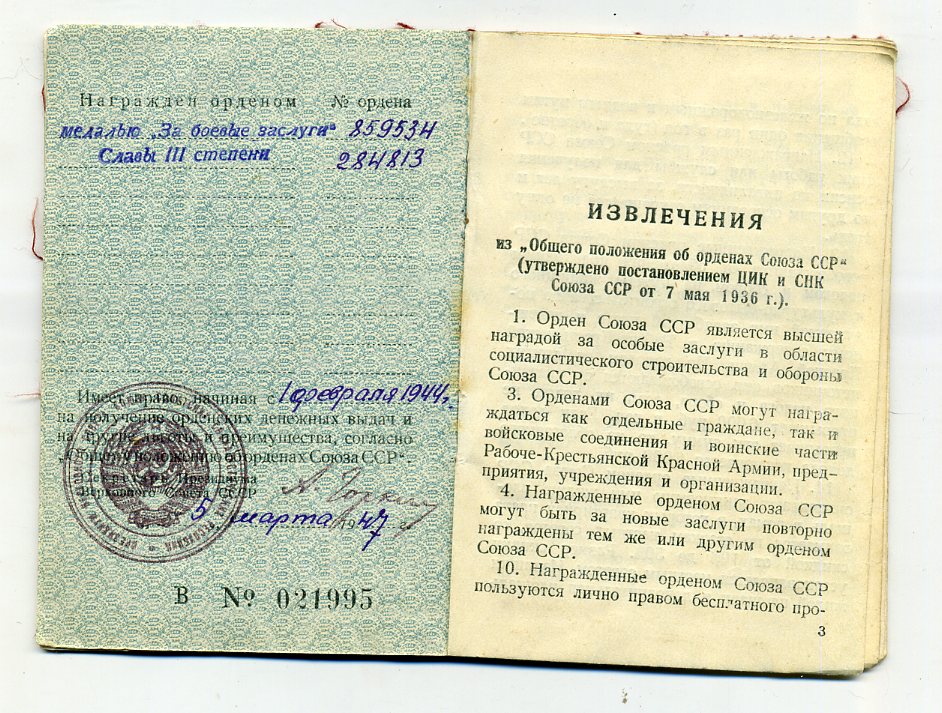 Награжден орденом № ордена
медалью „За боевые заслуги“ 859534
Славы III степени 284813
Имеет право, начиная с 1 февраля 1944 г.
на получение орденских денежных выдач и
на другие льготы и преимущества, согласно
„Общему положению об орденах Союза ССР“.
Секретарь Президиума
Верховного Совета СССР А. Горкин
5 марта 1947 г.
В № 021995
ИЗВЛЕЧЕНИЯ
из „Общего положения об орденах Союза ССР“
(утверждено постановлением ЦИК и СНК
Союза ССР от 7 мая 1936 г.).
1. Орден Союза ССР является высшей
наградой за особые заслуги в области
социалистического строительства и обороны
Союза ССР.
3. Орденами Союза ССР могут награ-
ждаться как отдельные граждане, так и
войсковые соединения и воинские части
Рабоче-Крестьянской Красной Армии, пред-
приятия, учреждения и организации.
4. Награжденные орденом Союза ССР
могут быть за новые заслуги повторно
награждены тем же или другим орденом
Союза ССР.
10. Награжденные орденом Союза ССР
пользуются лично правом бесплатного про-
3